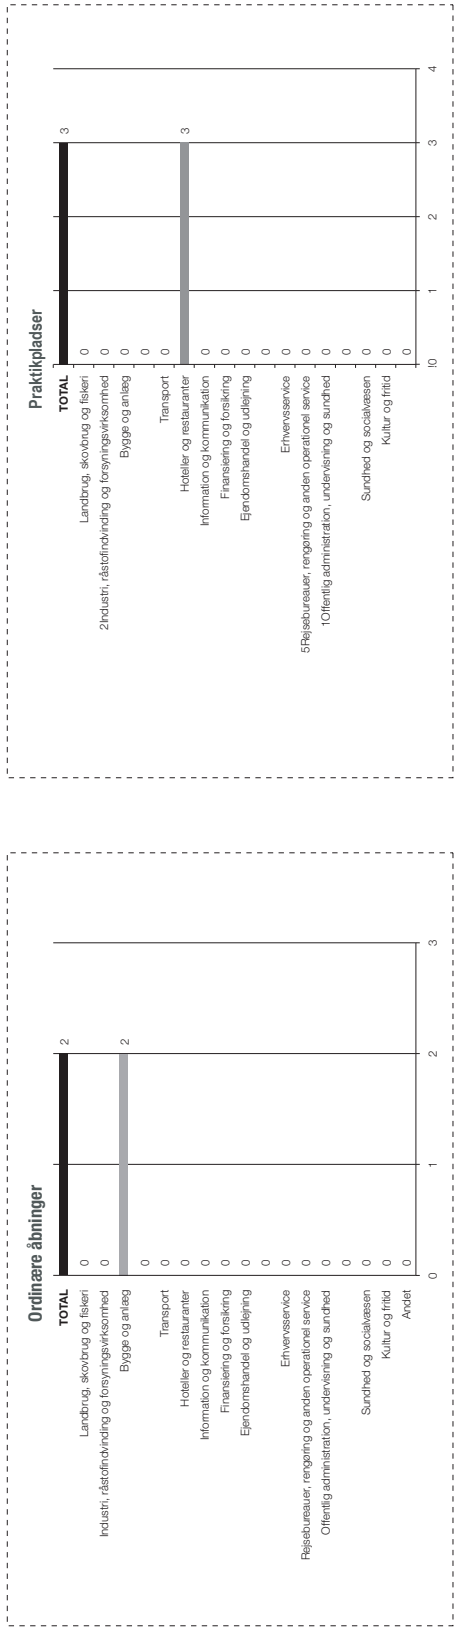 Ordinære åbninger
TOTAL 2
Landbrug, skovbrug og fiskeri 0
Industri, råstofindvinding og forsyningsvirksomhed 0
Bygge og anlæg 2
0
Transport 0
Hoteller og restauranter 0
Information og kommunikation 0
Finansiering og forsikring 0
Ejendomshandel og udlejning 0
0
Erhvervsservice 0
Rejsebureauer, rengøring og anden operationel service 0
Offentlig administration, undervisning og sundhed 0
0
Sundhed og socialvæsen 0
Kultur og fritid 0
Andet 0
0 1 2 3
Praktikpladser
TOTAL 3
Landbrug, skovbrug og fiskeri 0
2Industri, råstofindvinding og forsyningsvirksomhed 0
Bygge og anlæg 0
0
Transport 0
Hoteller og restauranter 3
Information og kommunikation 0
Finansiering og forsikring 0
Ejendomshandel og udlejning 0
0
Erhvervsservice 0
5Rejsebureauer, rengøring og anden operationel service 0
1Offentlig administration, undervisning og sundhed 0
0
Sundhed og socialvæsen 0
Kultur og fritid 0
0
0 1 2 3 4